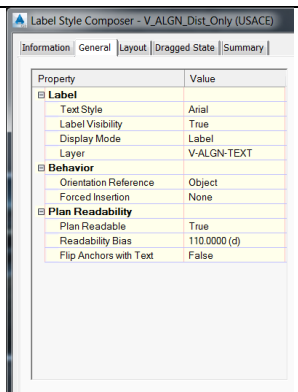 Label Style Composer - V_ALGN_Dist_Only (USACE)
Information General Layout Dragged State Summary
Property Value
Label
Text Style Arial
Label Visibility True
Display Mode Label
Layer V-ALGN-TEXT
Behavior
Orientation Reference Object
Forced Insertion None
Plan Readability
Plan Readable True
Readability Bias 110.0000 (d)
Flip Anchors with Text False